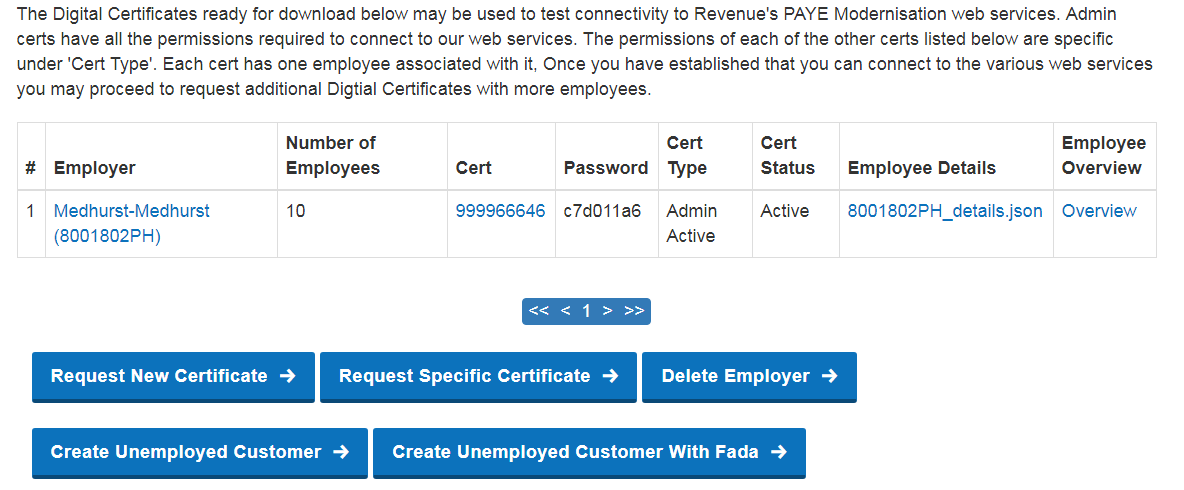 The Digital Certificates ready for download below may be used to test connectivity to Revenue's PAYE Modernisation web services. Admin
certs have all the permissions required to connect to our web services. The permissions of each of the other certs listed below are specific
under 'Cert Type'. Each cert has one employee associated with it, Once you have established that you can connect to the various web services
you may proceed to request additional Digtial Certificates with more employees.
# Employer Number of Employees Cert Password Cert Type Cert Status Employee Details Employee Overview
1 Medhurst-Medhurst (8001802PH) 10 999966646 c7d011a6 Admin Active Active 8001802PH_details.json Overview
<< < 1 > >>
Request New Certificate → Request Specific Certificate → Delete Employer →
Create Unemployed Customer → Create Unemployed Customer With Fada →